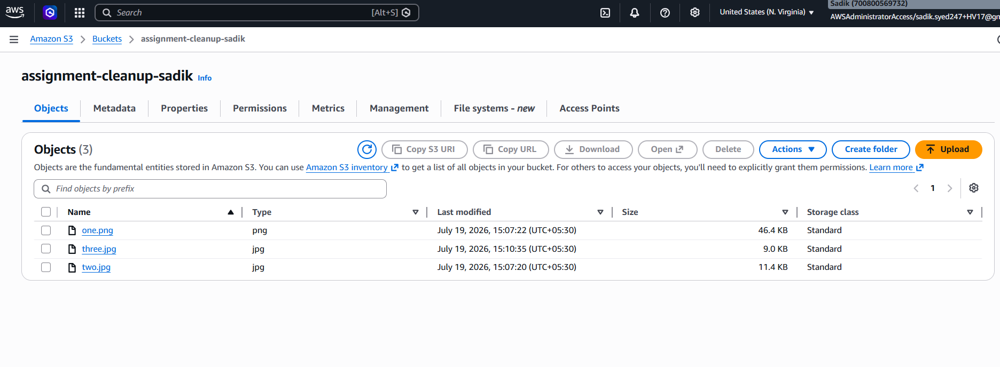 aws Search [Alt+S] United States (N. Virginia) Sadik (700800569732)
AWSAdministratorAccess/sadik.syed247+HV17@gn
Amazon S3 Buckets assignment-cleanup-sadik
assignment-cleanup-sadik Info
Objects Metadata Properties Permissions Metrics Management File systems - new Access Points
Objects (3) Copy S3 URI Copy URL Download Open Delete Actions Create folder Upload
Objects are the fundamental entities stored in Amazon S3. You can use Amazon S3 inventory to get a list of all objects in your bucket. For others to access your objects, you'll need to explicitly grant them permissions. Learn more
Find objects by prefix 1
Name Type Last modified Size Storage class
one.png png July 19, 2026, 15:07:22 (UTC+05:30) 46.4 KB Standard
three.jpg jpg July 19, 2026, 15:10:35 (UTC+05:30) 9.0 KB Standard
two.jpg jpg July 19, 2026, 15:07:20 (UTC+05:30) 11.4 KB Standard